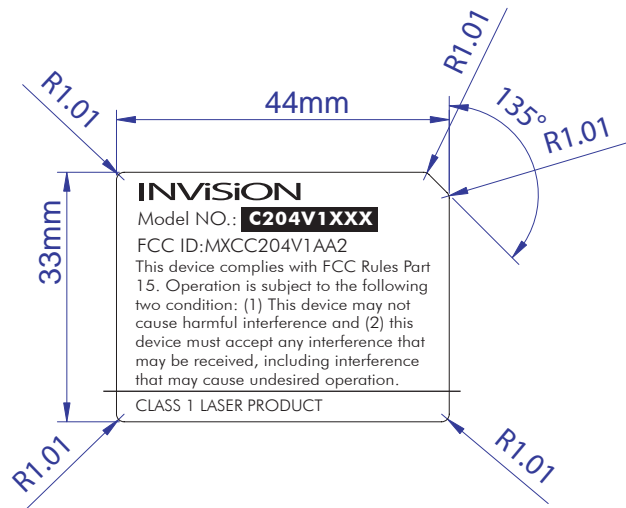 R1.01
44mm
R1.01
135°
R1.01
33mm
INViSiON
Model NO.: C204V1XXX
FCC ID:MXCC204V1AA2
This device complies with FCC Rules Part
15. Operation is subject to the following
two condition: (1) This device may not
cause harmful interference and (2) this
device must accept any interference that
may be received, including interference
that may cause undesired operation.
CLASS 1 LASER PRODUCT
R1.01
R1.01